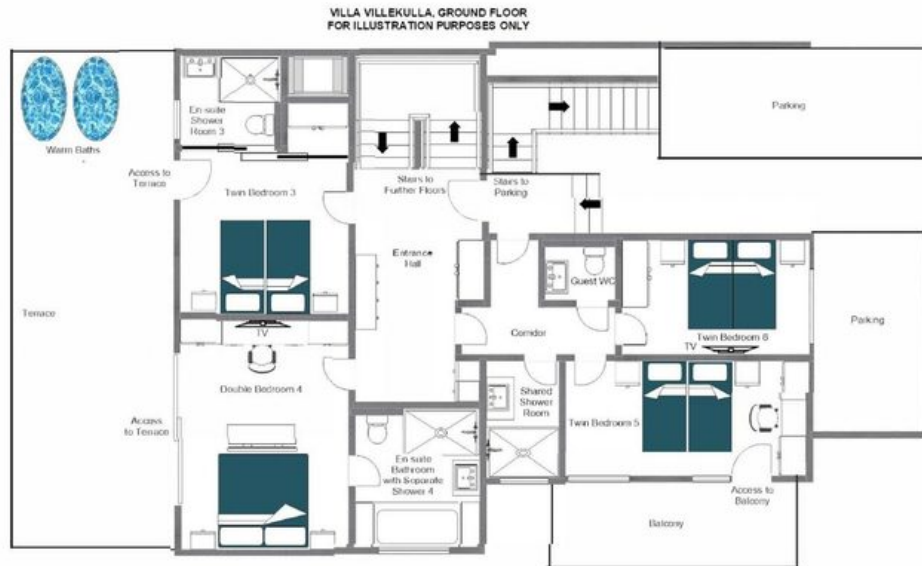 VILLA VILLEKULLA, GROUND FLOOR
FOR ILLUSTRATION PURPOSES ONLY
En-suite
Shower
Room 3
Parking
Warm Baths
Access to
Terrace
Twin Bedroom 3
Stairs to
Further Floors
Stairs to
Parking
Entrance
Hall
Guest WC
Terrace
Corridor
Twin Bedroom 6
TV
Parking
TV
Double Bedroom 4
Shared
Shower
Room
Twin Bedroom 5
Access
to Terrace
En-suite
Bathroom
with Separate
Shower 4
Access to
Balcony
Balcony